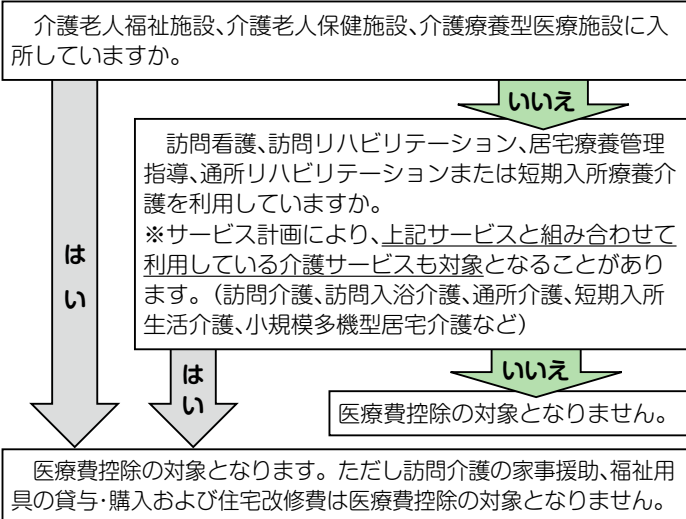 介護老人福祉施設、介護老人保健施設、介護療養型医療施設に入
所していますか。
いいえ
訪問看護、訪問リハビリテーション、居宅療養管理
指導、通所リハビリテーションまたは短期入所療養介
護を利用していますか。
※サービス計画により、上記サービスと組み合わせて
利用している介護サービスも対象となることがあり
ます。（訪問介護、訪問入浴介護、通所介護、短期入所
生活介護、小規模多機型居宅介護など）
はい
はい
いいえ
医療費控除の対象となりません。
医療費控除の対象となります。ただし訪問介護の家事援助、福祉用
具の貸与・購入および住宅改修費は医療費控除の対象となりません。